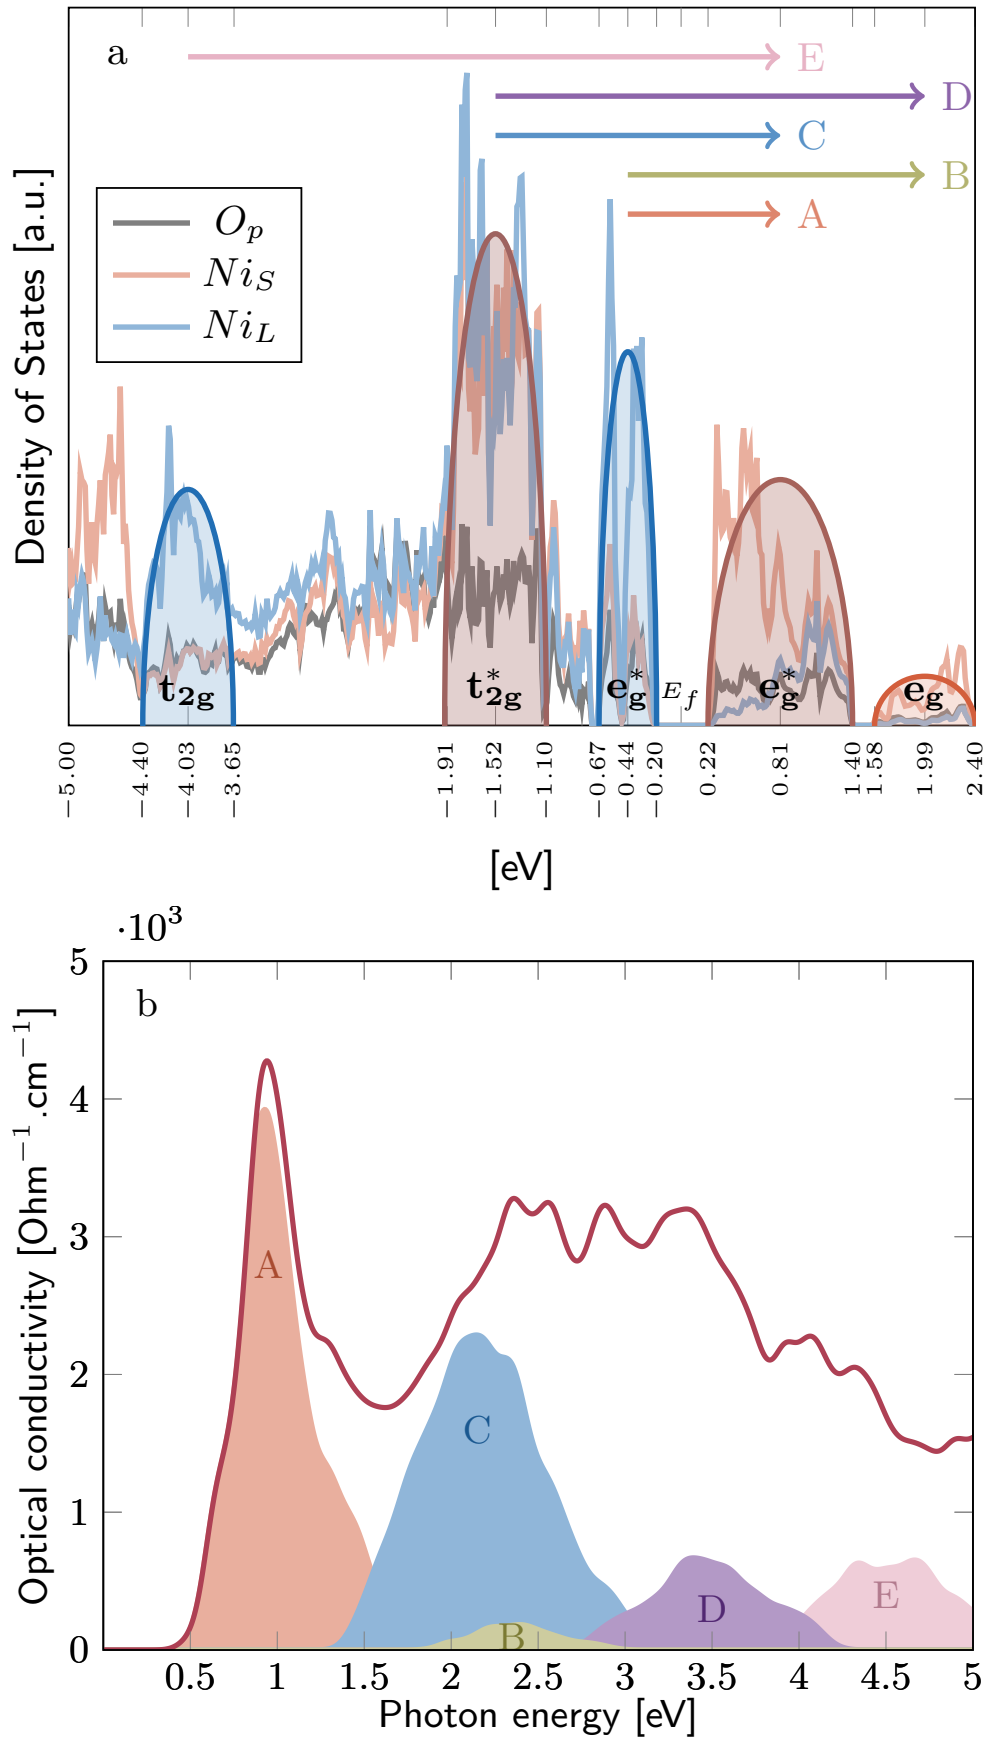 a
E
D
C
B
A
O_p
Ni_S
Ni_L
Density of States [a.u.]
t_2g
t*_2g
e*_g
E_f
e*_g
e_g
−5.00 −4.40 −4.03 −3.65 −1.91 −1.52 −1.10 −0.67 −0.44 −0.20 0.22 0.81 1.40 1.58 1.99 2.40
[eV]
·10³
b
5
4
3
2
1
0
Optical conductivity [Ohm⁻¹.cm⁻¹]
A
C
B
D
E
0.5 1 1.5 2 2.5 3 3.5 4 4.5 5
Photon energy [eV]